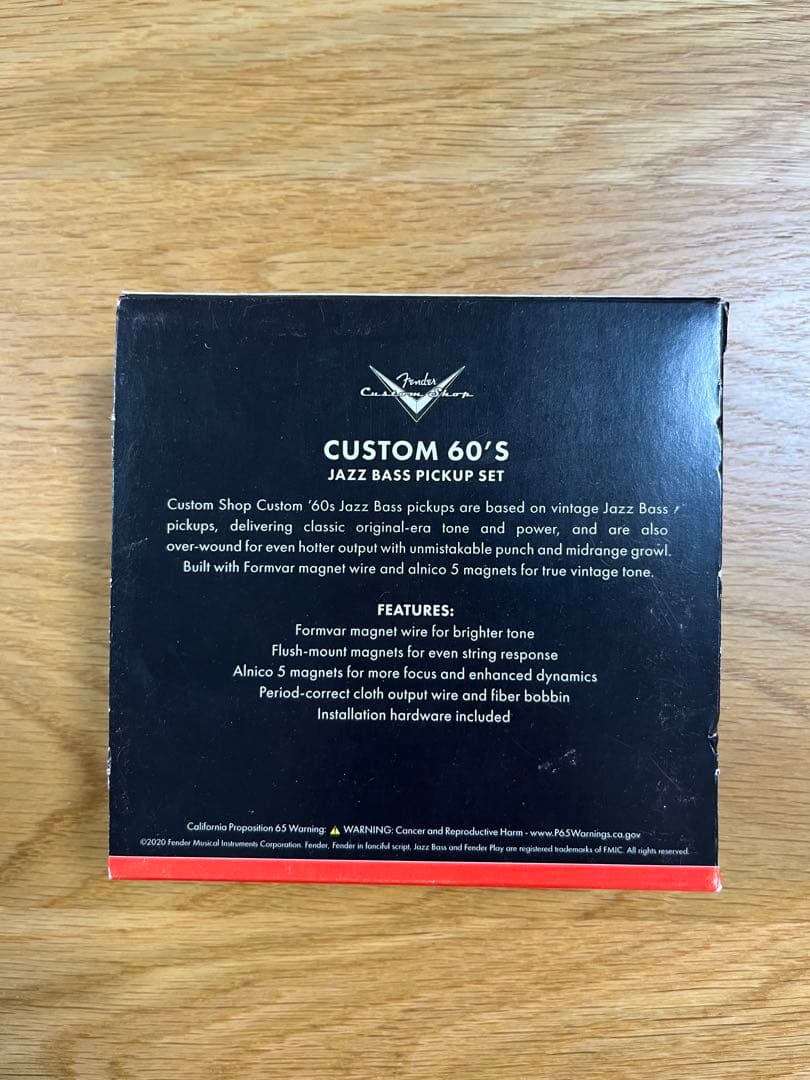 Fender
Custom Shop
CUSTOM 60'S
JAZZ BASS PICKUP SET
Custom Shop Custom '60s Jazz Bass pickups are based on vintage Jazz Bass
pickups, delivering classic original-era tone and power, and are also
over-wound for even hotter output with unmistakable punch and midrange growl.
Built with Formvar magnet wire and alnico 5 magnets for true vintage tone.
FEATURES:
Formvar magnet wire for brighter tone
Flush-mount magnets for even string response
Alnico 5 magnets for more focus and enhanced dynamics
Period-correct cloth output wire and fiber bobbin
Installation hardware included
California Proposition 65 Warning: ⚠ WARNING: Cancer and Reproductive Harm - www.P65Warnings.ca.gov
©2020 Fender Musical Instruments Corporation. Fender, Fender in fanciful script, Jazz Bass and Fender Play are registered trademarks of FMIC. All rights reserved.